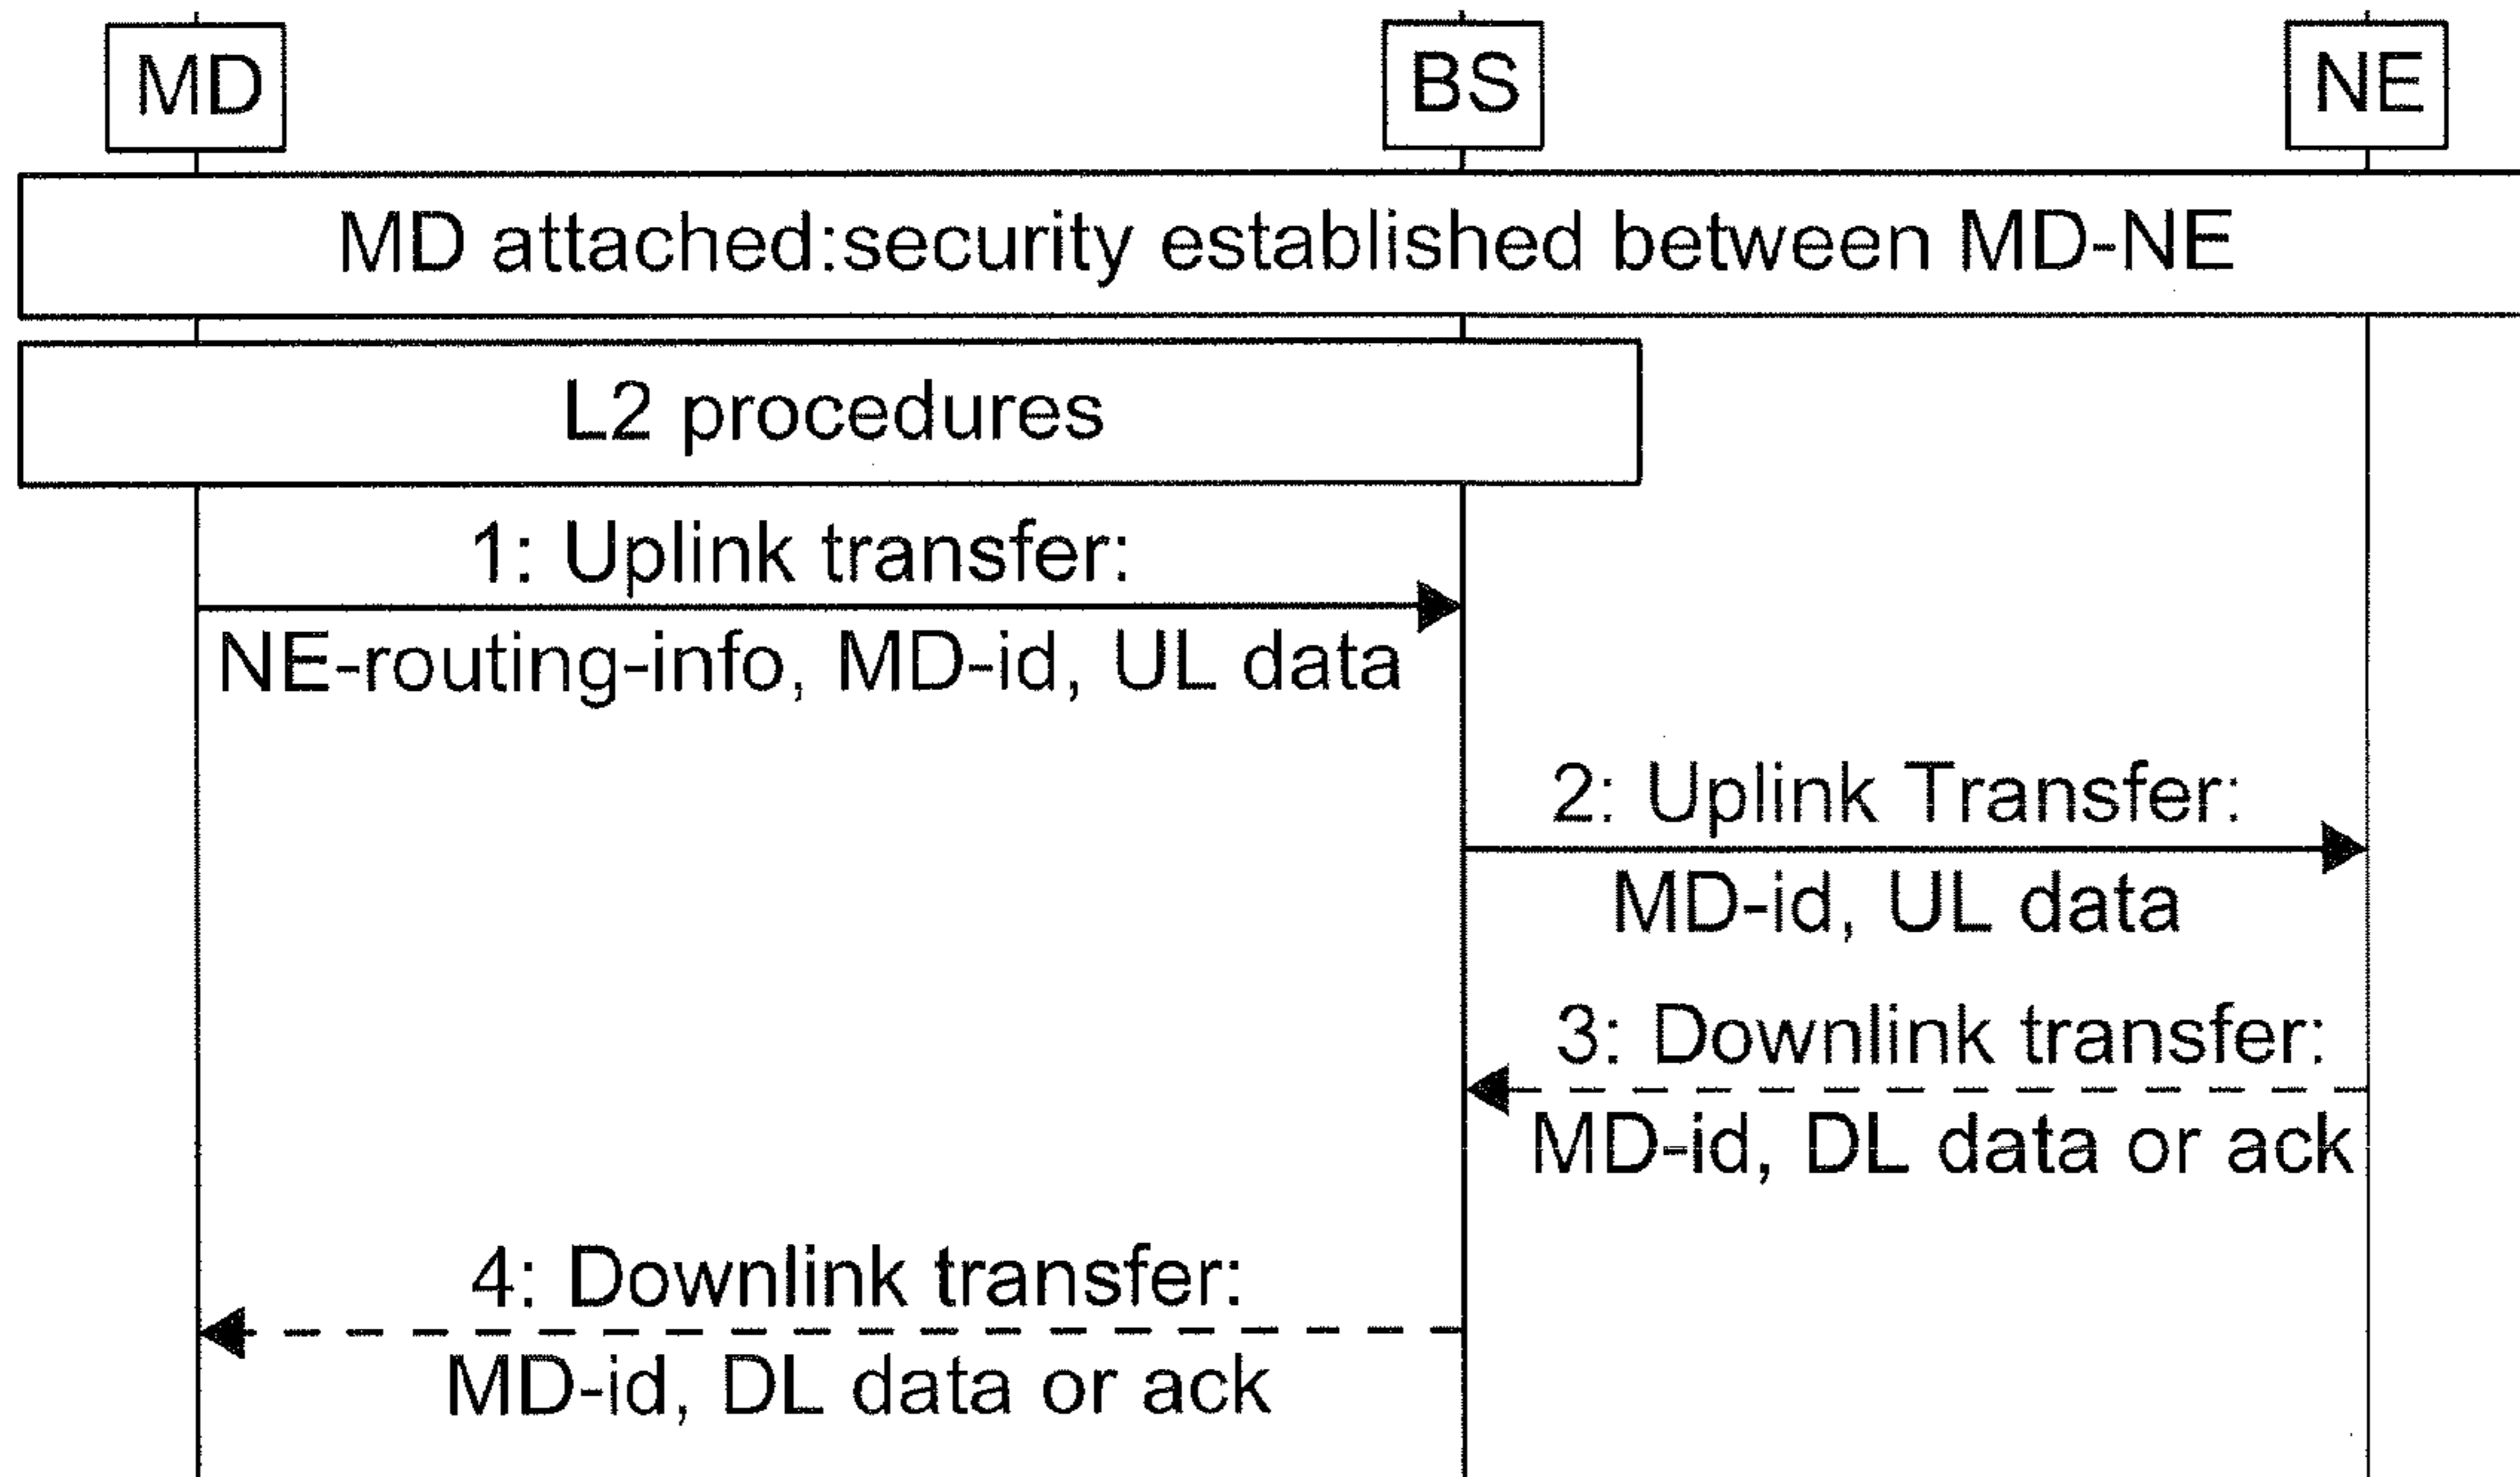 MD
BS
NE
MD attached:security established between MD-NE
L2 procedures
1: Uplink transfer:
NE-routing-info, MD-id, UL data
2: Uplink Transfer:
MD-id, UL data
3: Downlink transfer:
MD-id, DL data or ack
4: Downlink transfer:
MD-id, DL data or ack